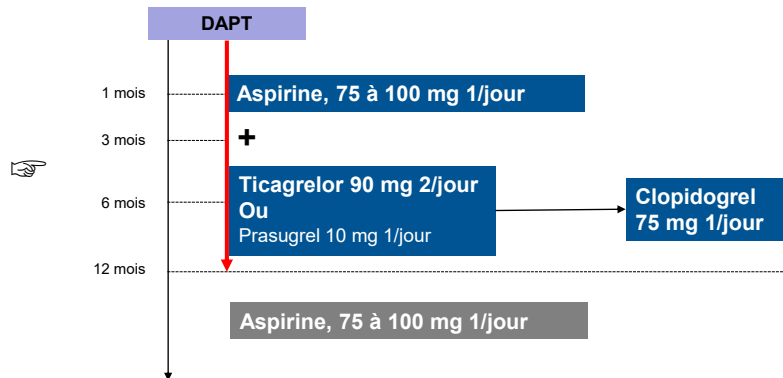 DAPT
1 mois
Aspirine, 75 à 100 mg 1/jour
3 mois
+
Ticagrelor 90 mg 2/jour
Ou
Prasugrel 10 mg 1/jour
6 mois
Clopidogrel
75 mg 1/jour
12 mois
Aspirine, 75 à 100 mg 1/jour